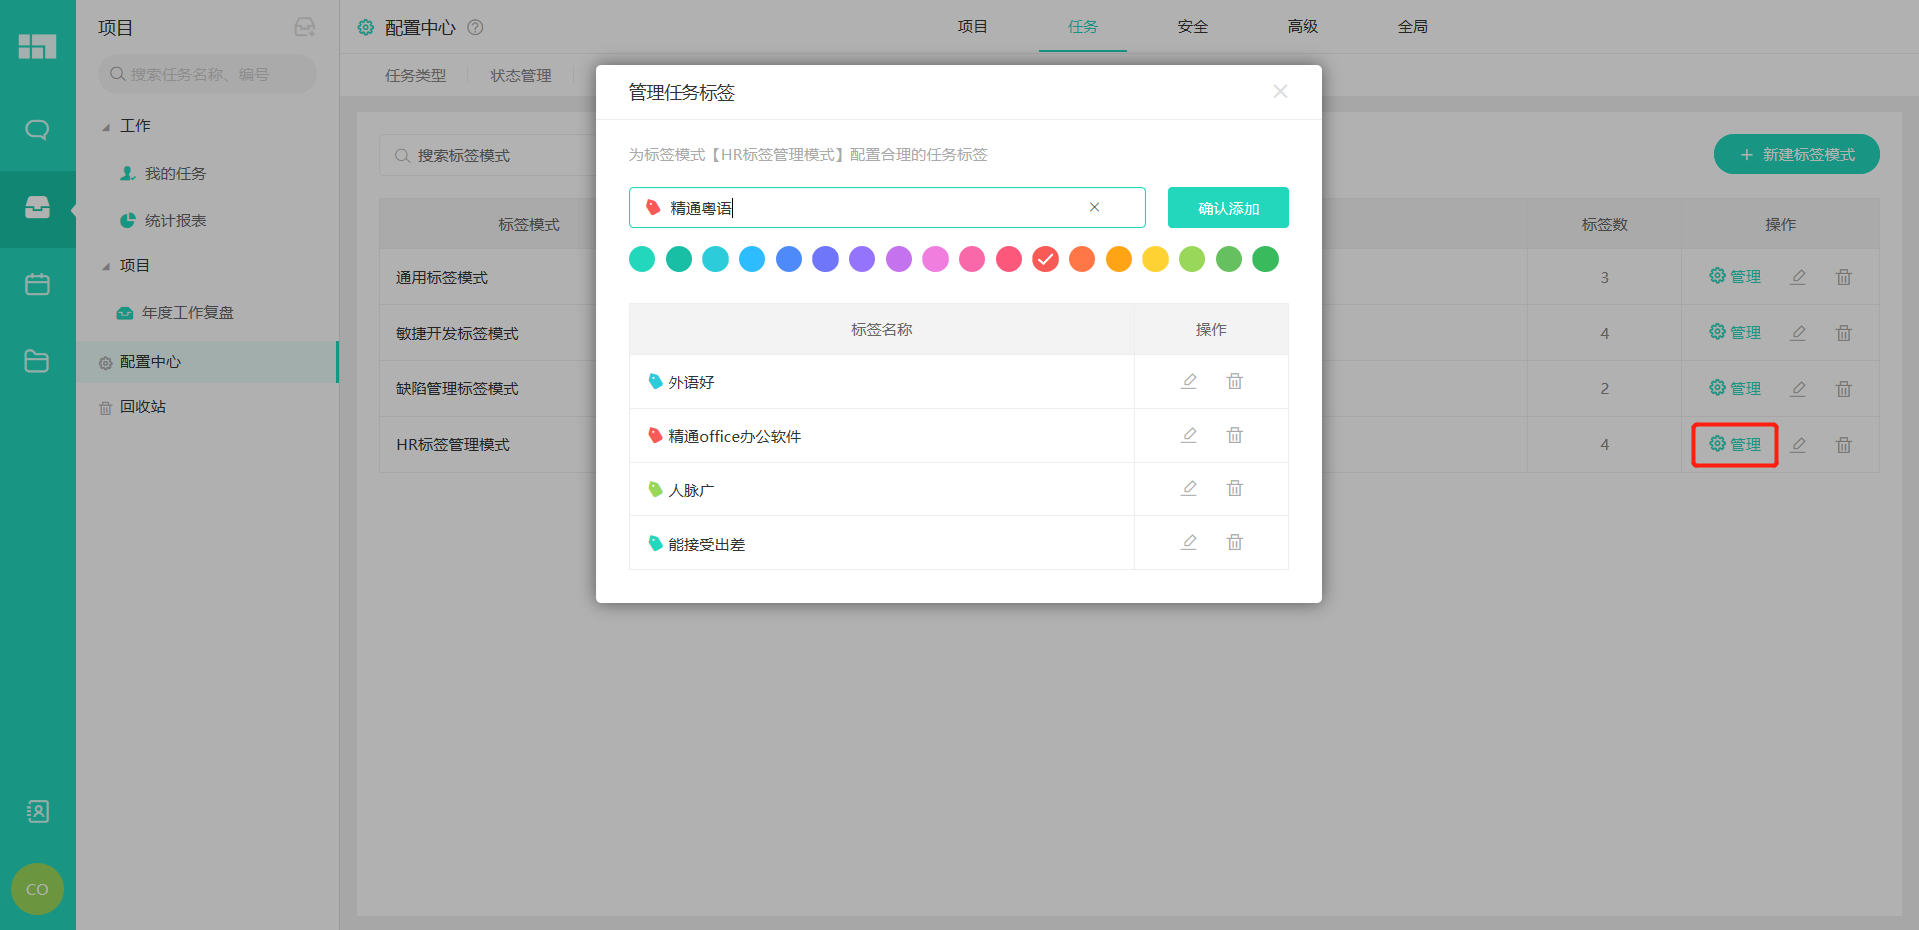 项目
搜索任务名称、编号
工作
我的任务
统计报表
项目
年度工作复盘
配置中心
回收站
CO
配置中心
项目 任务 安全 高级 全局
任务类型 状态管理
搜索标签模式
新建标签模式
标签模式 标签数 操作
通用标签模式 3 管理
敏捷开发标签模式 4 管理
缺陷管理标签模式 2 管理
HR标签管理模式 4 管理
管理任务标签
为标签模式【HR标签管理模式】配置合理的任务标签
精通粤语 确认添加
标签名称 操作
外语好
精通office办公软件
人脉广
能接受出差